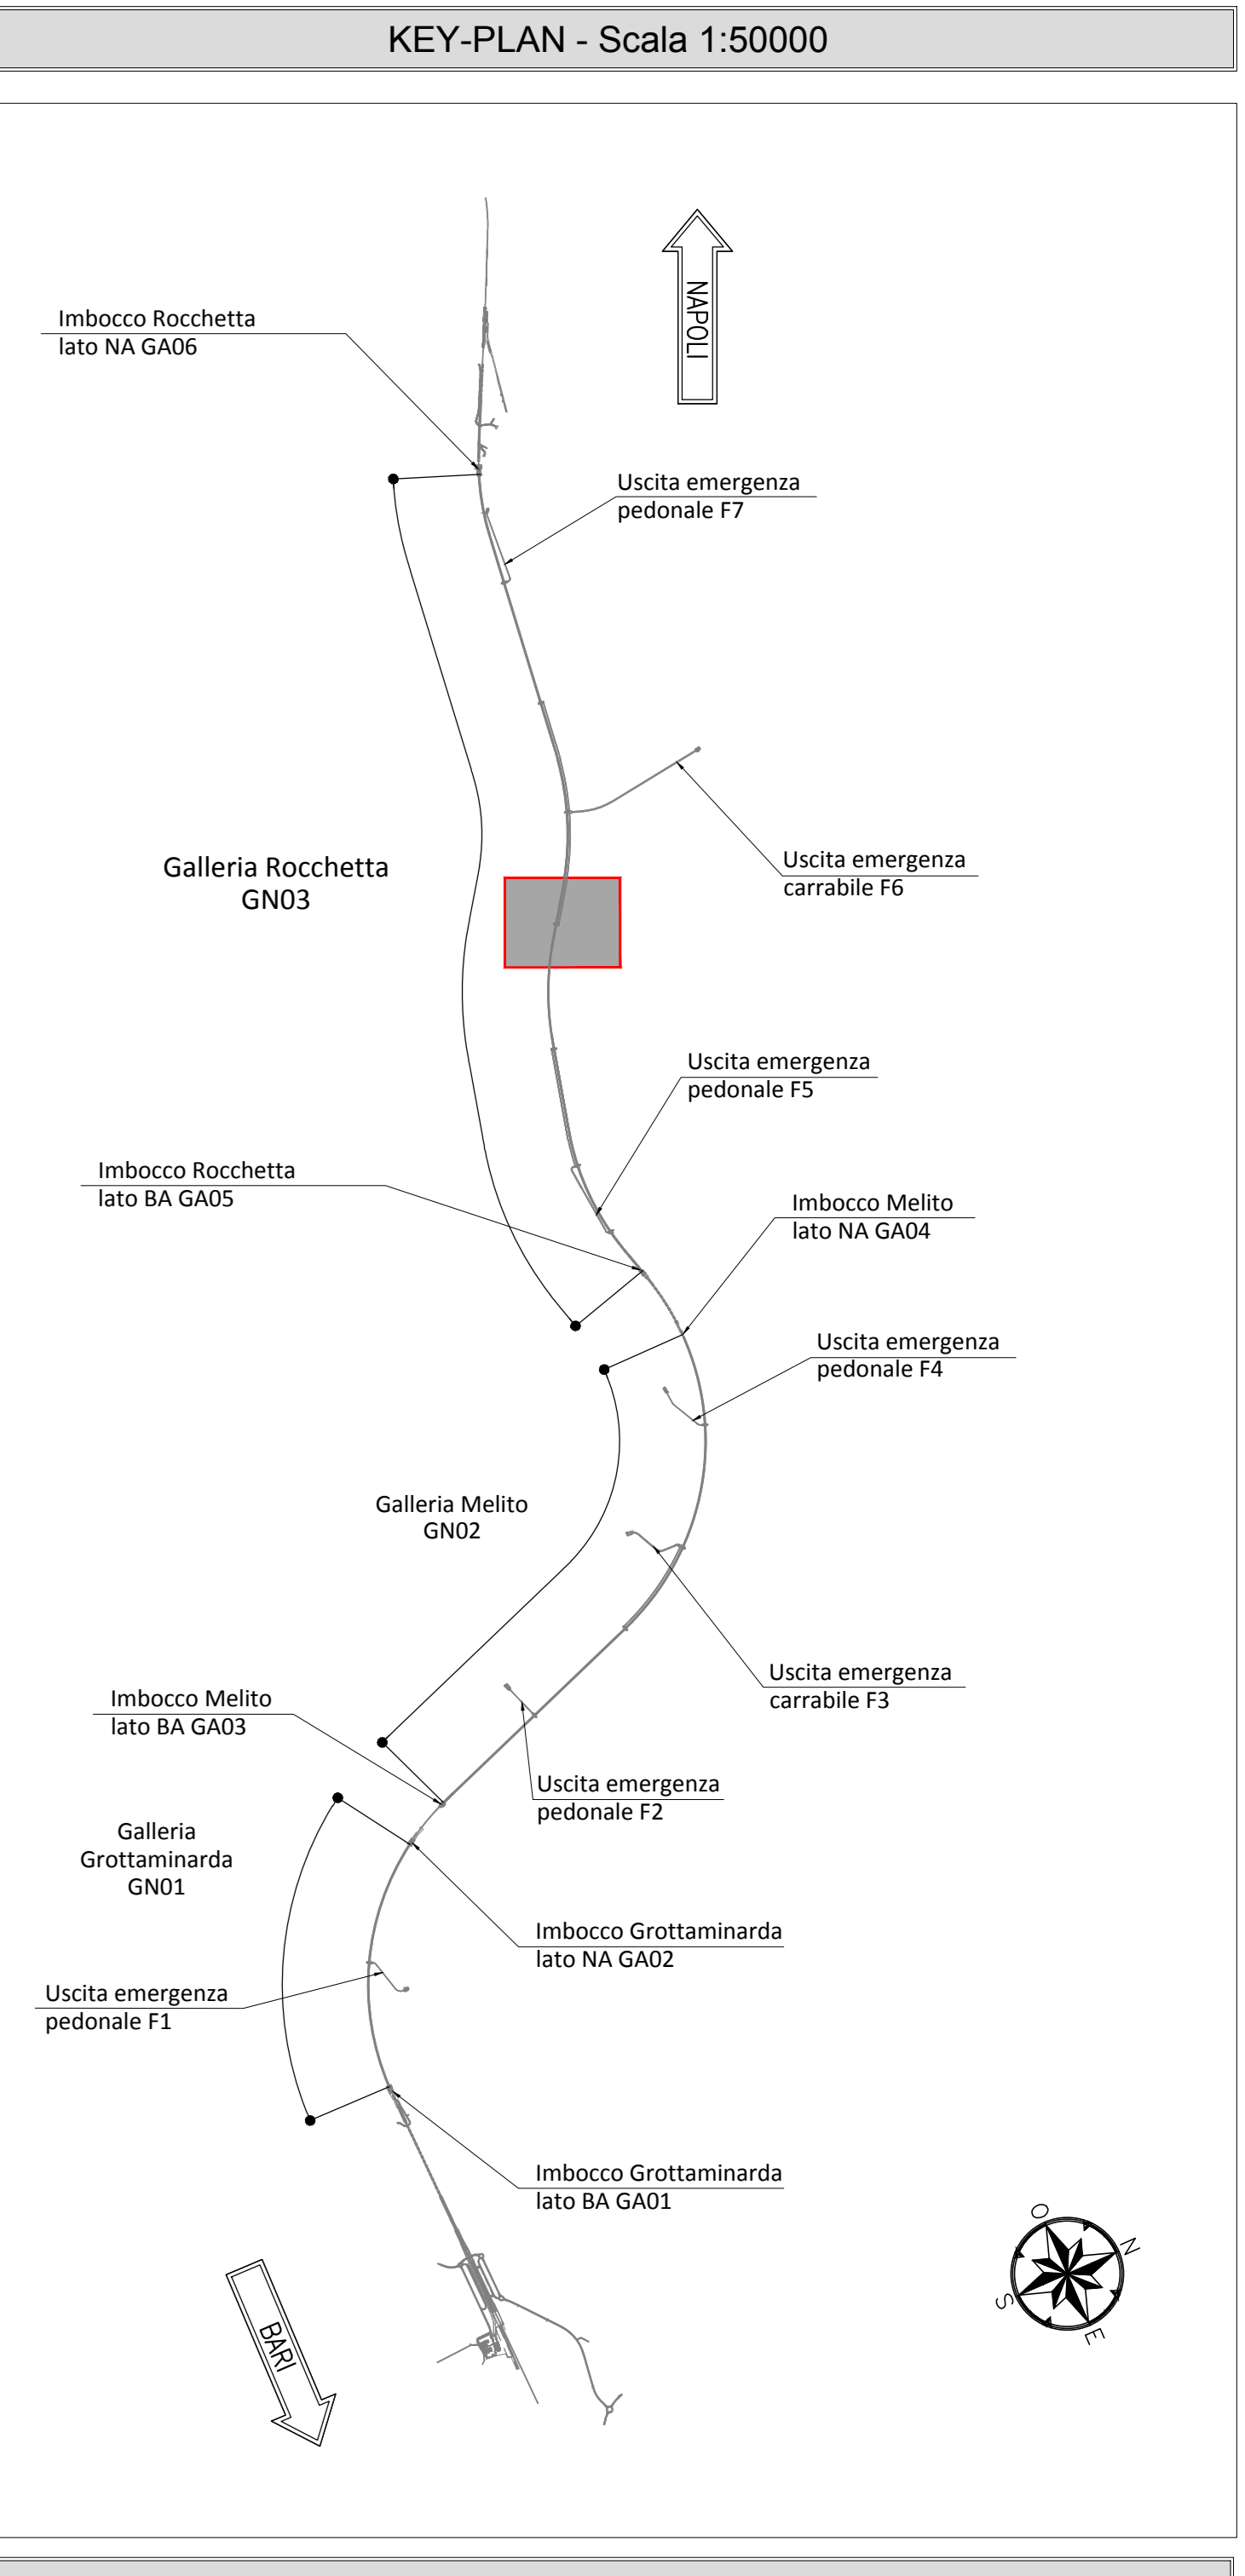 KEY-PLAN - Scala 1:50000
NAPOLI
Imbocco Rocchetta
lato NA GA06
Uscita emergenza
pedonale F7
Galleria Rocchetta
GN03
Uscita emergenza
carrabile F6
Uscita emergenza
pedonale F5
Imbocco Rocchetta
lato BA GA05
Imbocco Melito
lato NA GA04
Uscita emergenza
pedonale F4
Galleria Melito
GN02
Uscita emergenza
carrabile F3
Imbocco Melito
lato BA GA03
Uscita emergenza
pedonale F2
Galleria
Grottaminarda
GN01
Imbocco Grottaminarda
lato NA GA02
Uscita emergenza
pedonale F1
Imbocco Grottaminarda
lato BA GA01
O
N
S
E
BARI